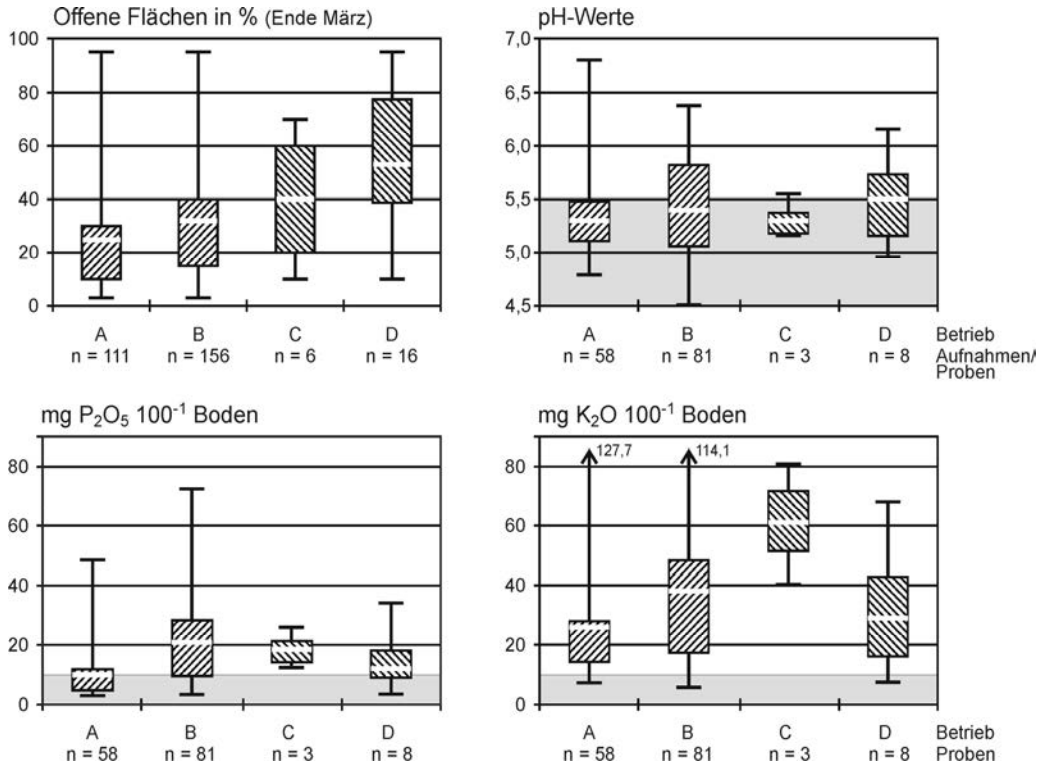 Offene Flächen in % (Ende März)
100
80
60
40
20
0
A B C D
n = 111 n = 156 n = 6 n = 16
pH-Werte
7,0
6,5
6,0
5,5
5,0
4,5
A B C D Betrieb
n = 58 n = 81 n = 3 n = 8 Aufnahmen/
Proben
mg P₂O₅ 100⁻¹ Boden
80
60
40
20
0
A B C D
n = 58 n = 81 n = 3 n = 8
mg K₂O 100⁻¹ Boden
127,7 114,1
80
60
40
20
0
A B C D Betrieb
n = 58 n = 81 n = 3 n = 8 Proben